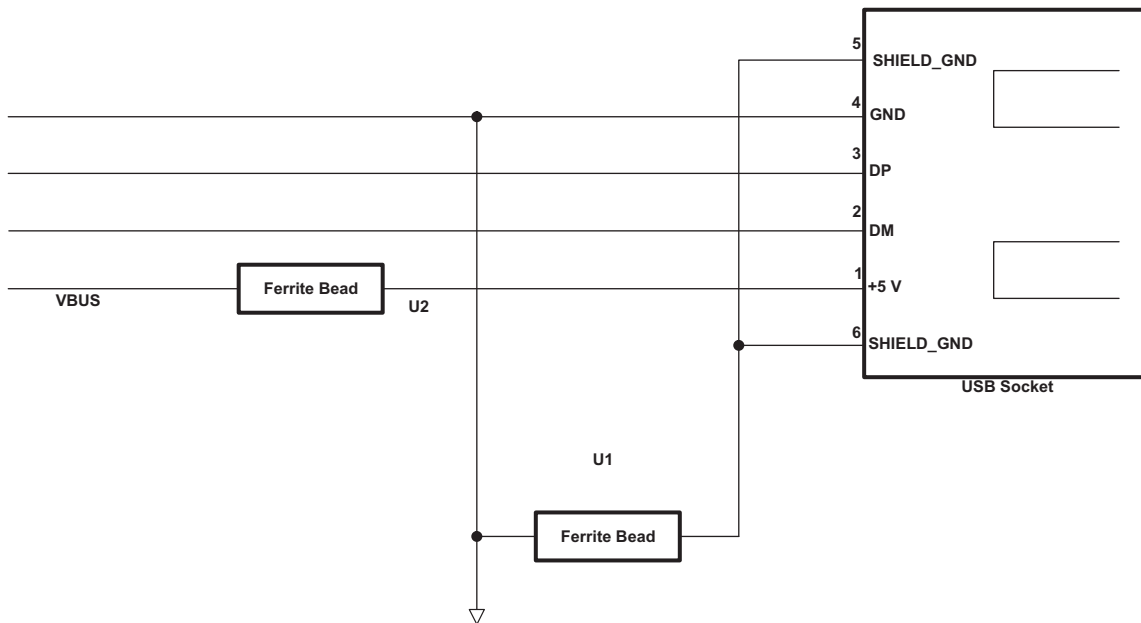 5
SHIELD_GND
4
GND
3
DP
2
DM
1
+5 V
Ferrite Bead
VBUS
U2
6
SHIELD_GND
USB Socket
U1
Ferrite Bead